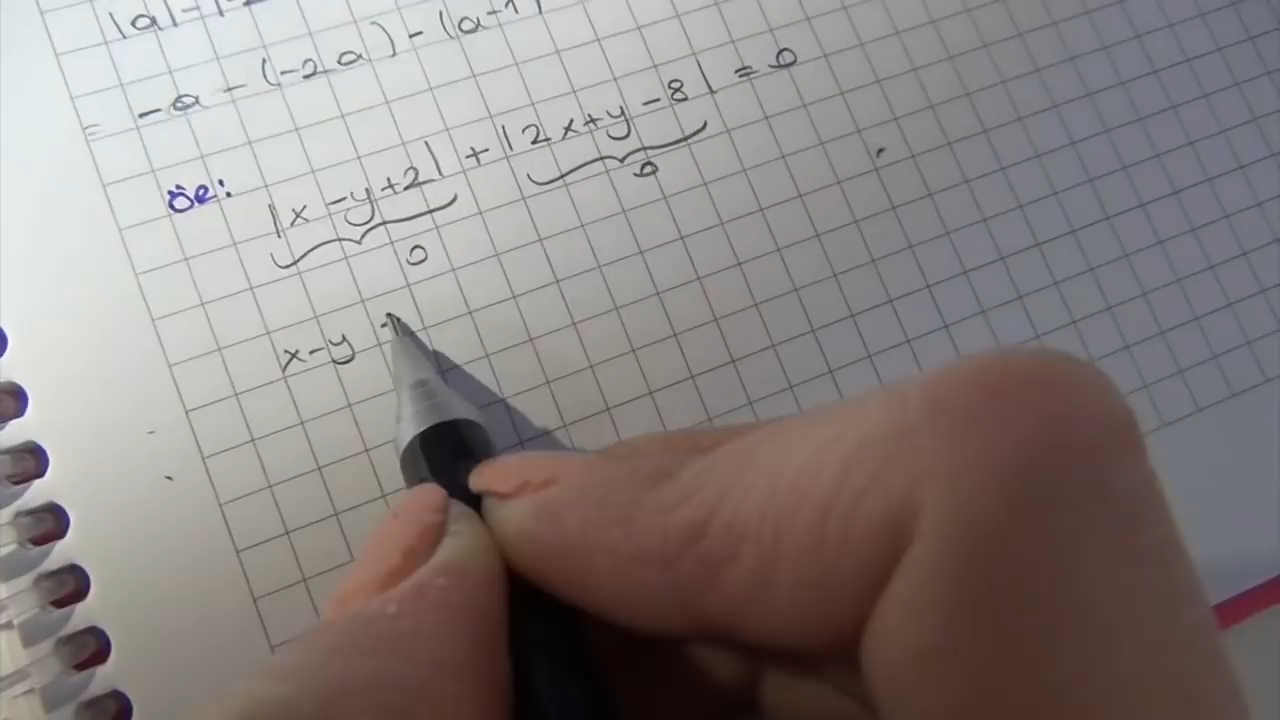 = -a - (-2a) - (a-1
öe: |x-y+2| + |2x+y-8| = 0
0 0
x-y